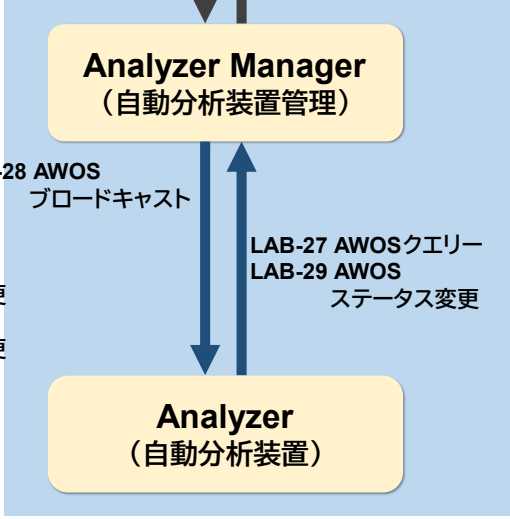 Analyzer Manager
（自動分析装置管理）
-28 AWOS
ブロードキャスト
LAB-27 AWOSクエリー
LAB-29 AWOS
ステータス変更
更
更
Analyzer
（自動分析装置）